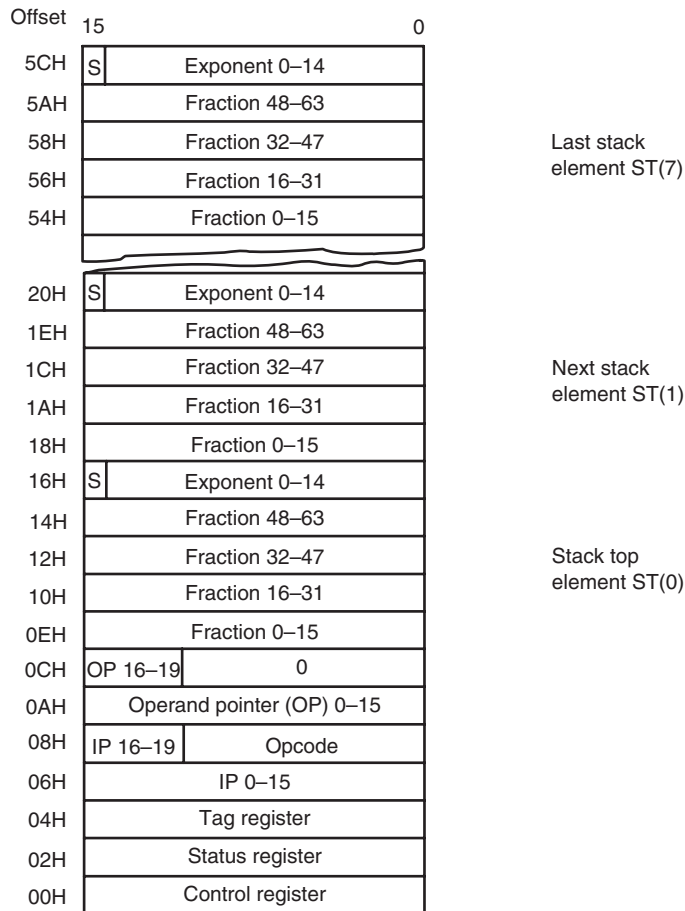 Offset 15 0
5CH S Exponent 0–14
5AH Fraction 48–63
58H Fraction 32–47 Last stack
56H Fraction 16–31 element ST(7)
54H Fraction 0–15
20H S Exponent 0–14
1EH Fraction 48–63
1CH Fraction 32–47 Next stack
1AH Fraction 16–31 element ST(1)
18H Fraction 0–15
16H S Exponent 0–14
14H Fraction 48–63
12H Fraction 32–47 Stack top
10H Fraction 16–31 element ST(0)
0EH Fraction 0–15
0CH OP 16–19 0
0AH Operand pointer (OP) 0–15
08H IP 16–19 Opcode
06H IP 0–15
04H Tag register
02H Status register
00H Control register